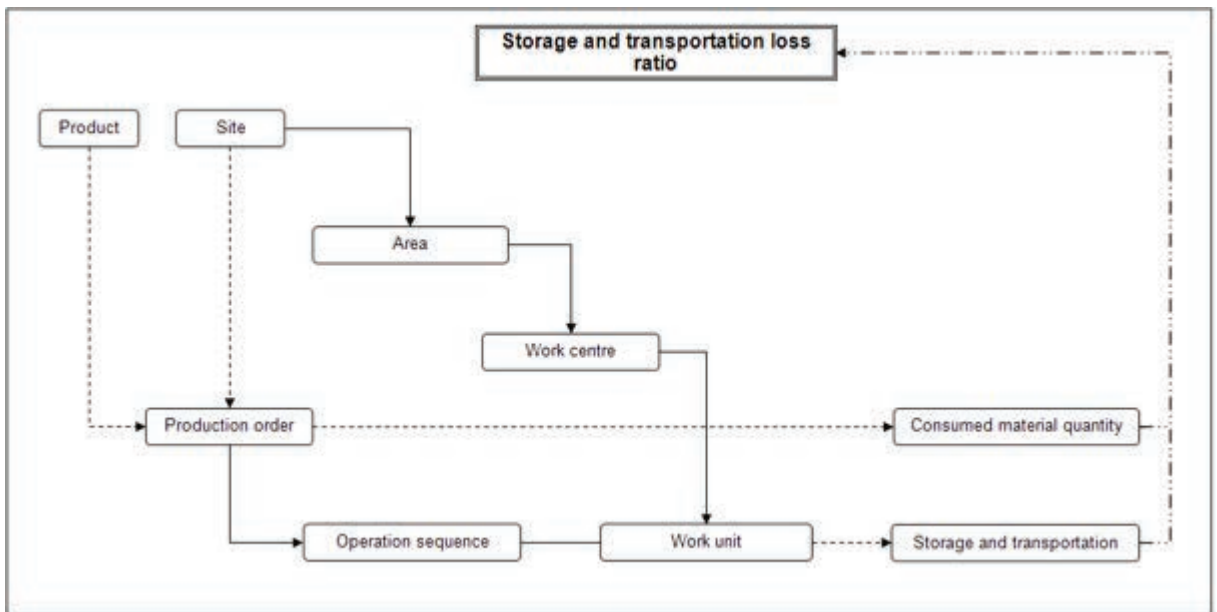 Storage and transportation loss
ratio
Product
Site
Area
Work centre
Production order
Consumed material quantity
Operation sequence
Work unit
Storage and transportation